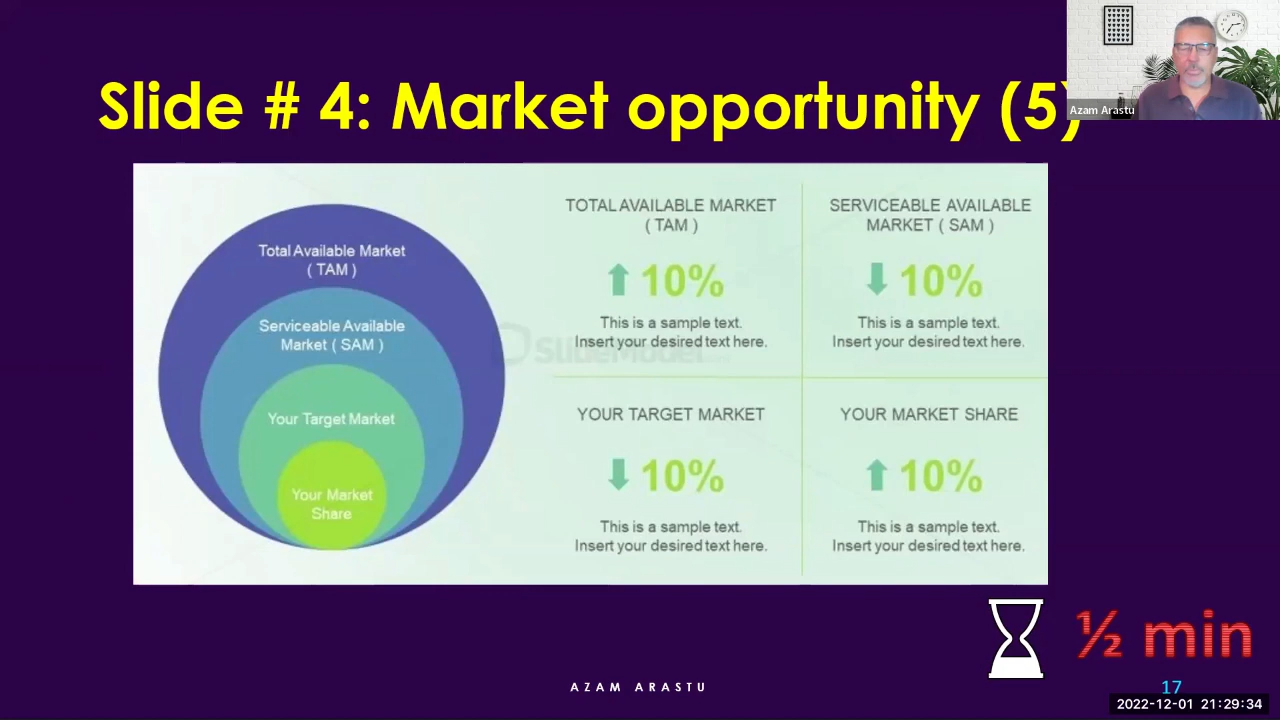 Slide # 4: Market opportunity (5)
Azam Arastu
Total Available Market
( TAM )
Serviceable Available
Market ( SAM )
Your Target Market
Your Market
Share
TOTAL AVAILABLE MARKET
( TAM )
10%
This is a sample text.
Insert your desired text here.
SERVICEABLE AVAILABLE
MARKET ( SAM )
10%
This is a sample text.
Insert your desired text here.
SlideModel
YOUR TARGET MARKET
10%
This is a sample text.
Insert your desired text here.
YOUR MARKET SHARE
10%
This is a sample text.
Insert your desired text here.
½ min
AZAM ARASTU
17
2022-12-01 21:29:34